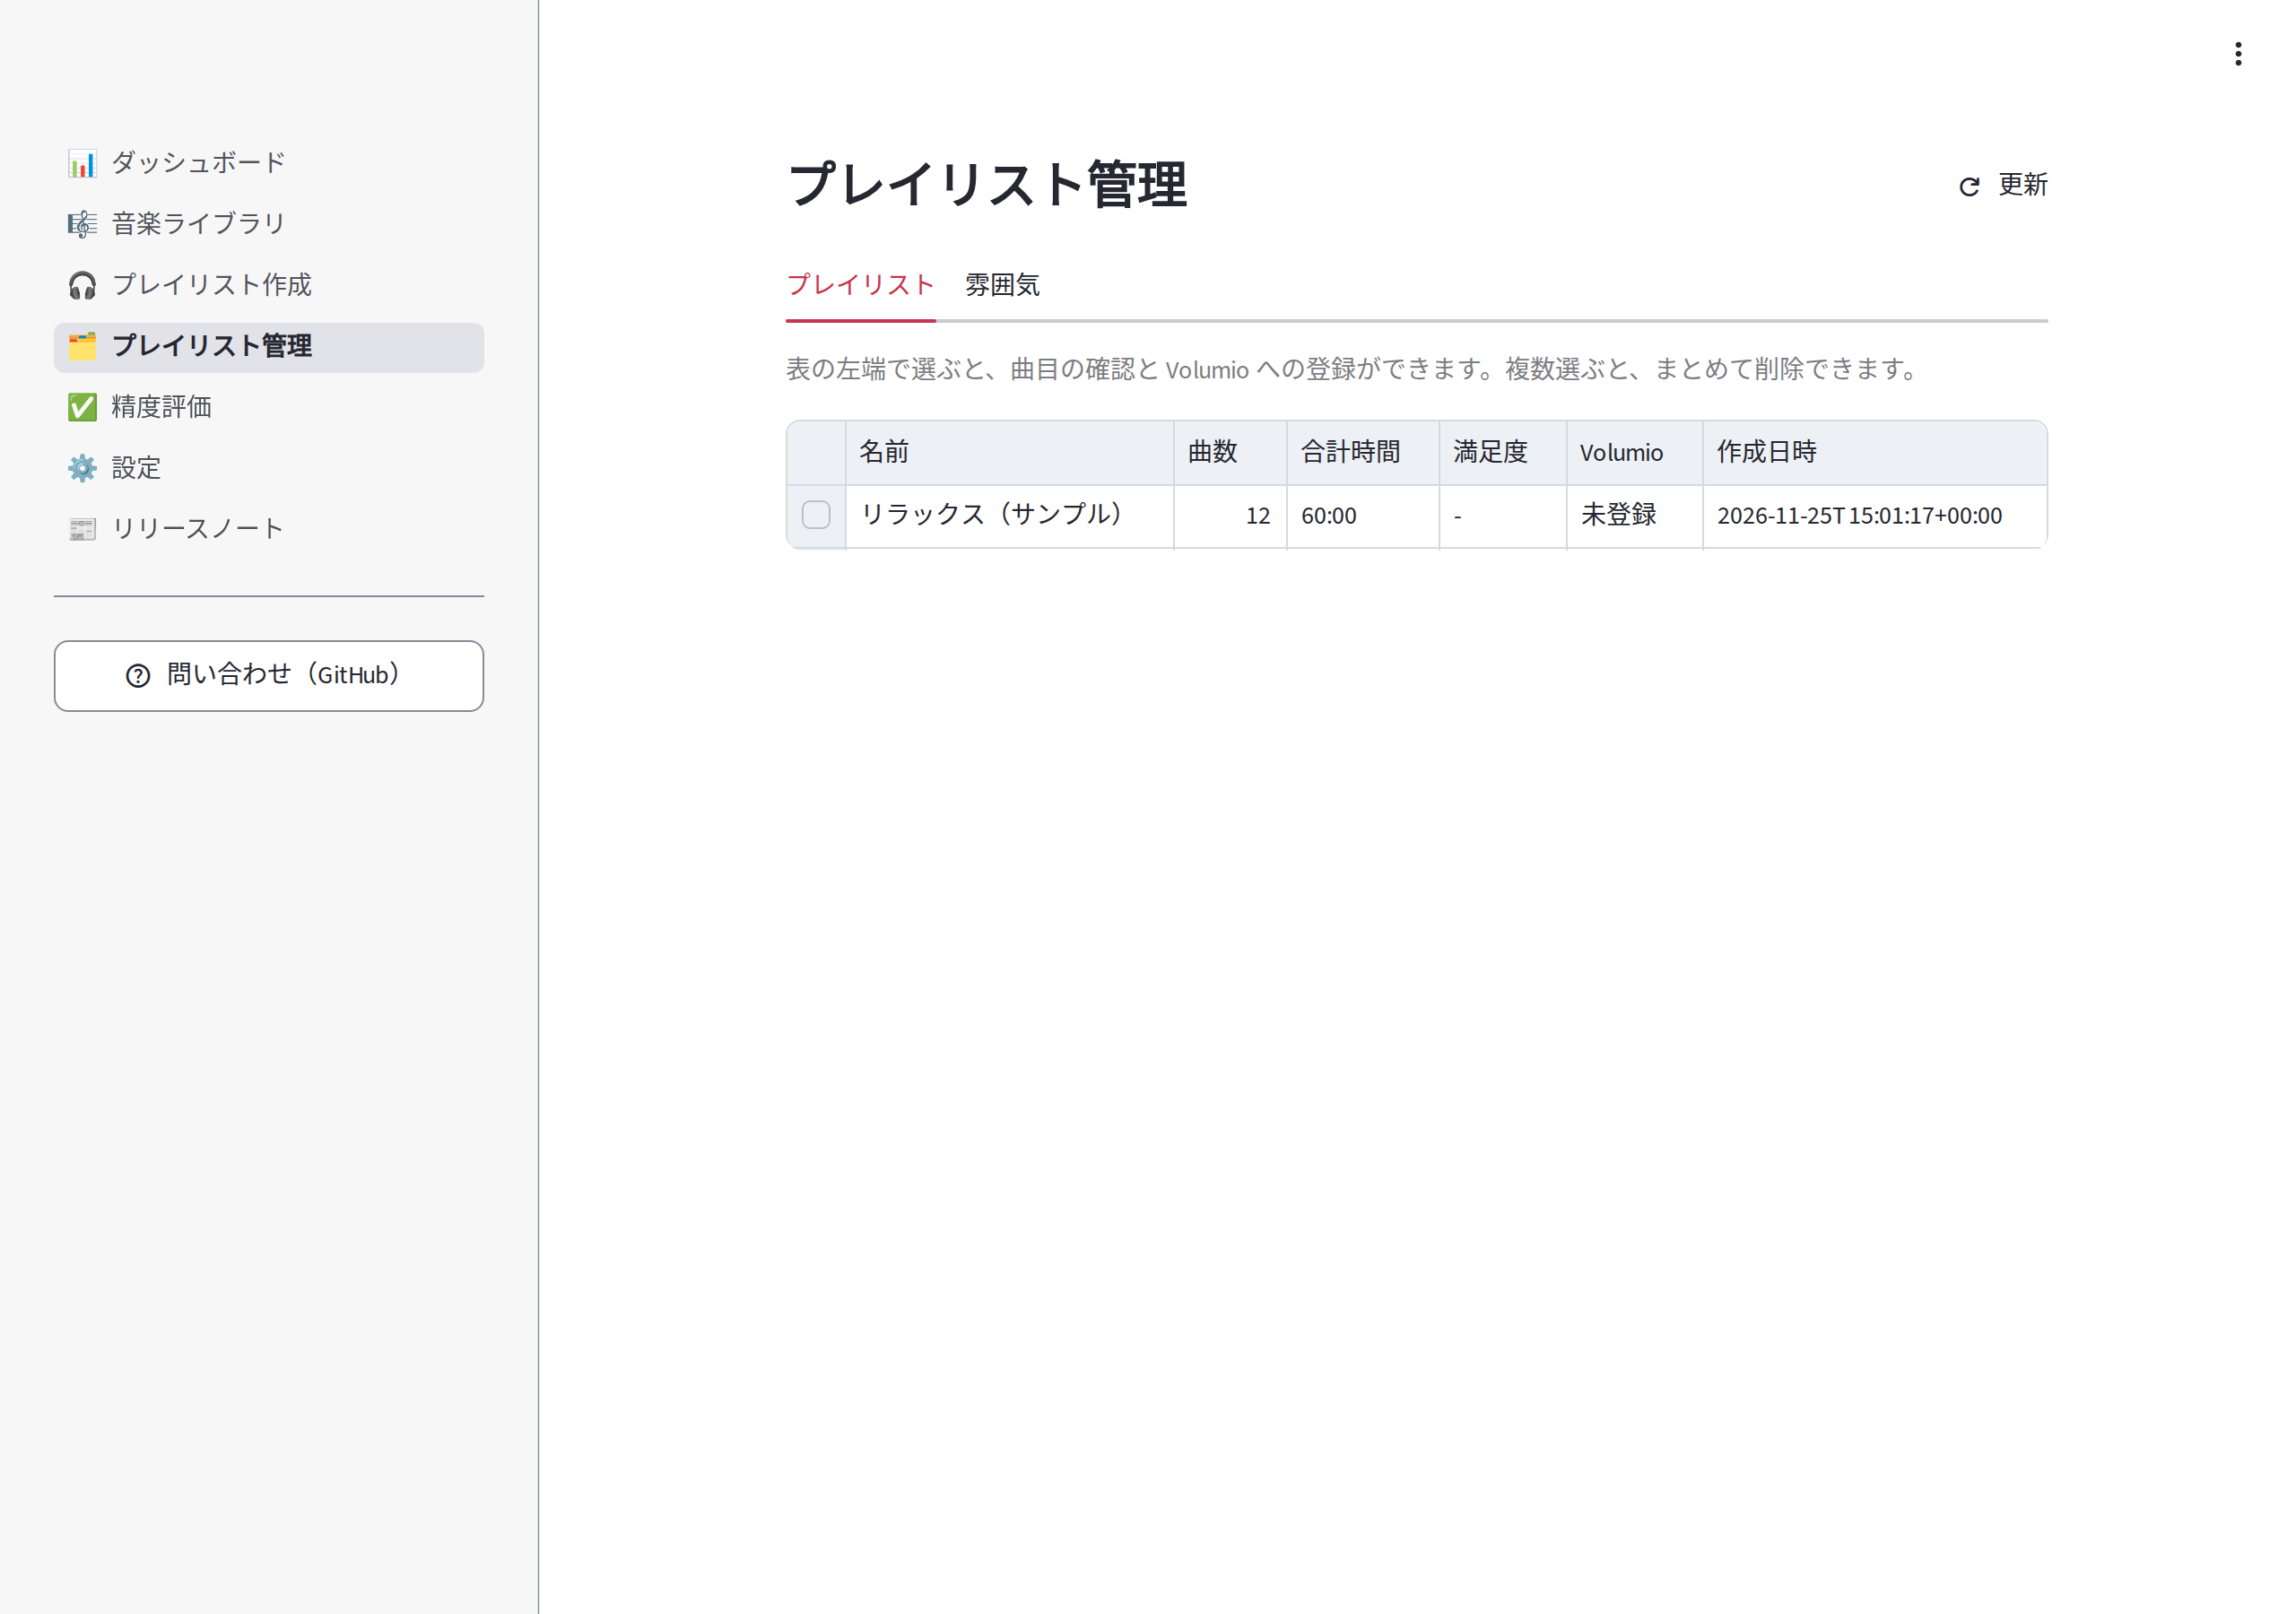 ダッシュボード
音楽ライブラリ
プレイリスト作成
プレイリスト管理
精度評価
設定
リリースノート
問い合わせ（GitHub）
プレイリスト管理
更新
プレイリスト 雰囲気
表の左端で選ぶと、曲目の確認と Volumio への登録ができます。複数選ぶと、まとめて削除できます。
名前 曲数 合計時間 満足度 Volumio 作成日時
リラックス（サンプル） 12 60:00 - 未登録 2026-11-25T15:01:17+00:00